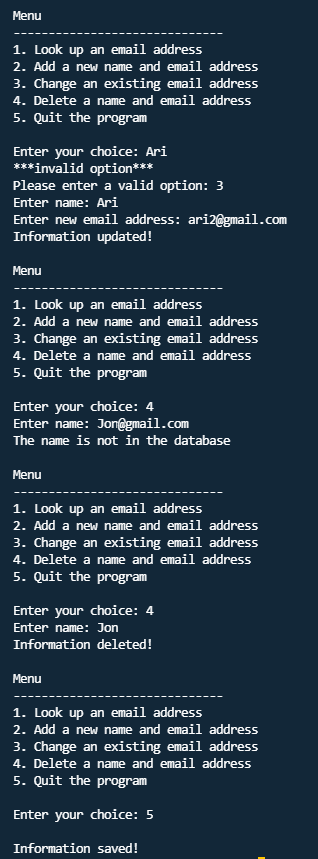 Menu
------------------------------
1. Look up an email address
2. Add a new name and email address
3. Change an existing email address
4. Delete a name and email address
5. Quit the program
Enter your choice: Ari
***invalid option***
Please enter a valid option: 3
Enter name: Ari
Enter new email address: ari2@gmail.com
Information updated!
Menu
------------------------------
1. Look up an email address
2. Add a new name and email address
3. Change an existing email address
4. Delete a name and email address
5. Quit the program
Enter your choice: 4
Enter name: Jon@gmail.com
The name is not in the database
Menu
------------------------------
1. Look up an email address
2. Add a new name and email address
3. Change an existing email address
4. Delete a name and email address
5. Quit the program
Enter your choice: 4
Enter name: Jon
Information deleted!
Menu
------------------------------
1. Look up an email address
2. Add a new name and email address
3. Change an existing email address
4. Delete a name and email address
5. Quit the program
Enter your choice: 5
Information saved!